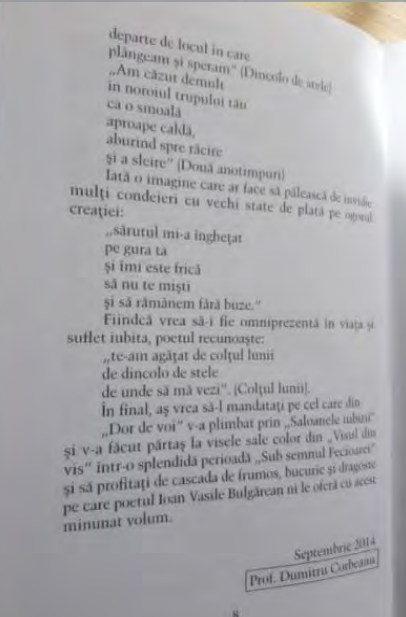 departe de locul in care
plângeam și speram" (Dincolo de stele)
„Am căzut demult
in noroiul trupului tău
ca o smoală
aproape caldă,
aburind spre răcire
și a sleire" (Două anotimpuri)
Iată o imagine care ar face să pălească de invidie
mulți condeieri cu vechi state de plată pe ogorul
creației:
„sărutul mi-a înghețat
pe gura ta
și îmi este frică
să nu te miști
și să rămânem fără buze."
Fiindcă vrea să-i fie omniprezentă în viața și
suflet iubita, poetul recunoaște:
„te-am agățat de colțul lunii
de dincolo de stele
de unde să mă vezi". (Colțul lunii).
În final, aș vrea să-l mandatați pe cel care din
„Dor de voi" v-a plimbat prin „Saloanele iubirii"
și v-a făcut părtaș la visele sale color din „Visul din
vis" într-o splendidă perioadă „Sub semnul Fecioarei"
și să profitați de cascada de frumos, bucurie și dragoste
pe care poetul Ioan Vasile Bulgărean ni le oferă cu acest
minunat volum.
Septembrie 2014
Prof. Dumitru Corbeanu
8